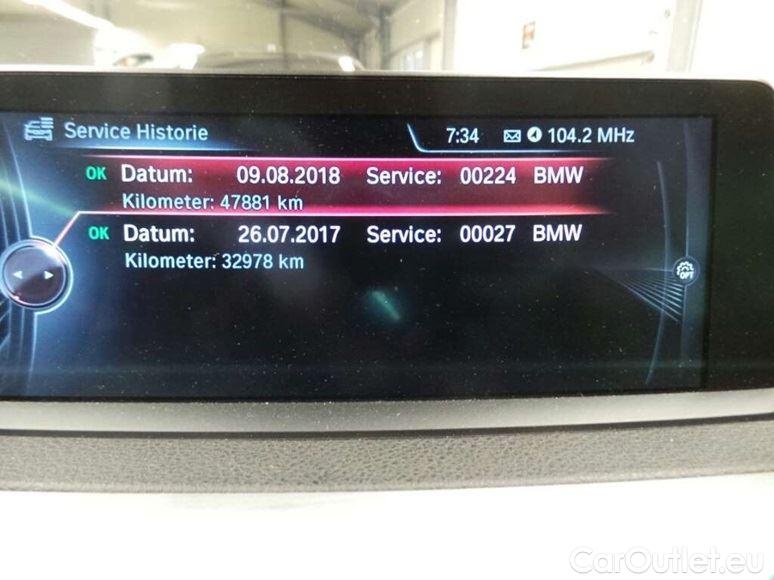 Service Historie 7:34 104.2 MHz
OK Datum: 09.08.2018 Service: 00224 BMW
Kilometer: 47881 km
OK Datum: 26.07.2017 Service: 00027 BMW
Kilometer: 32978 km
OPT
CarOutlet.eu